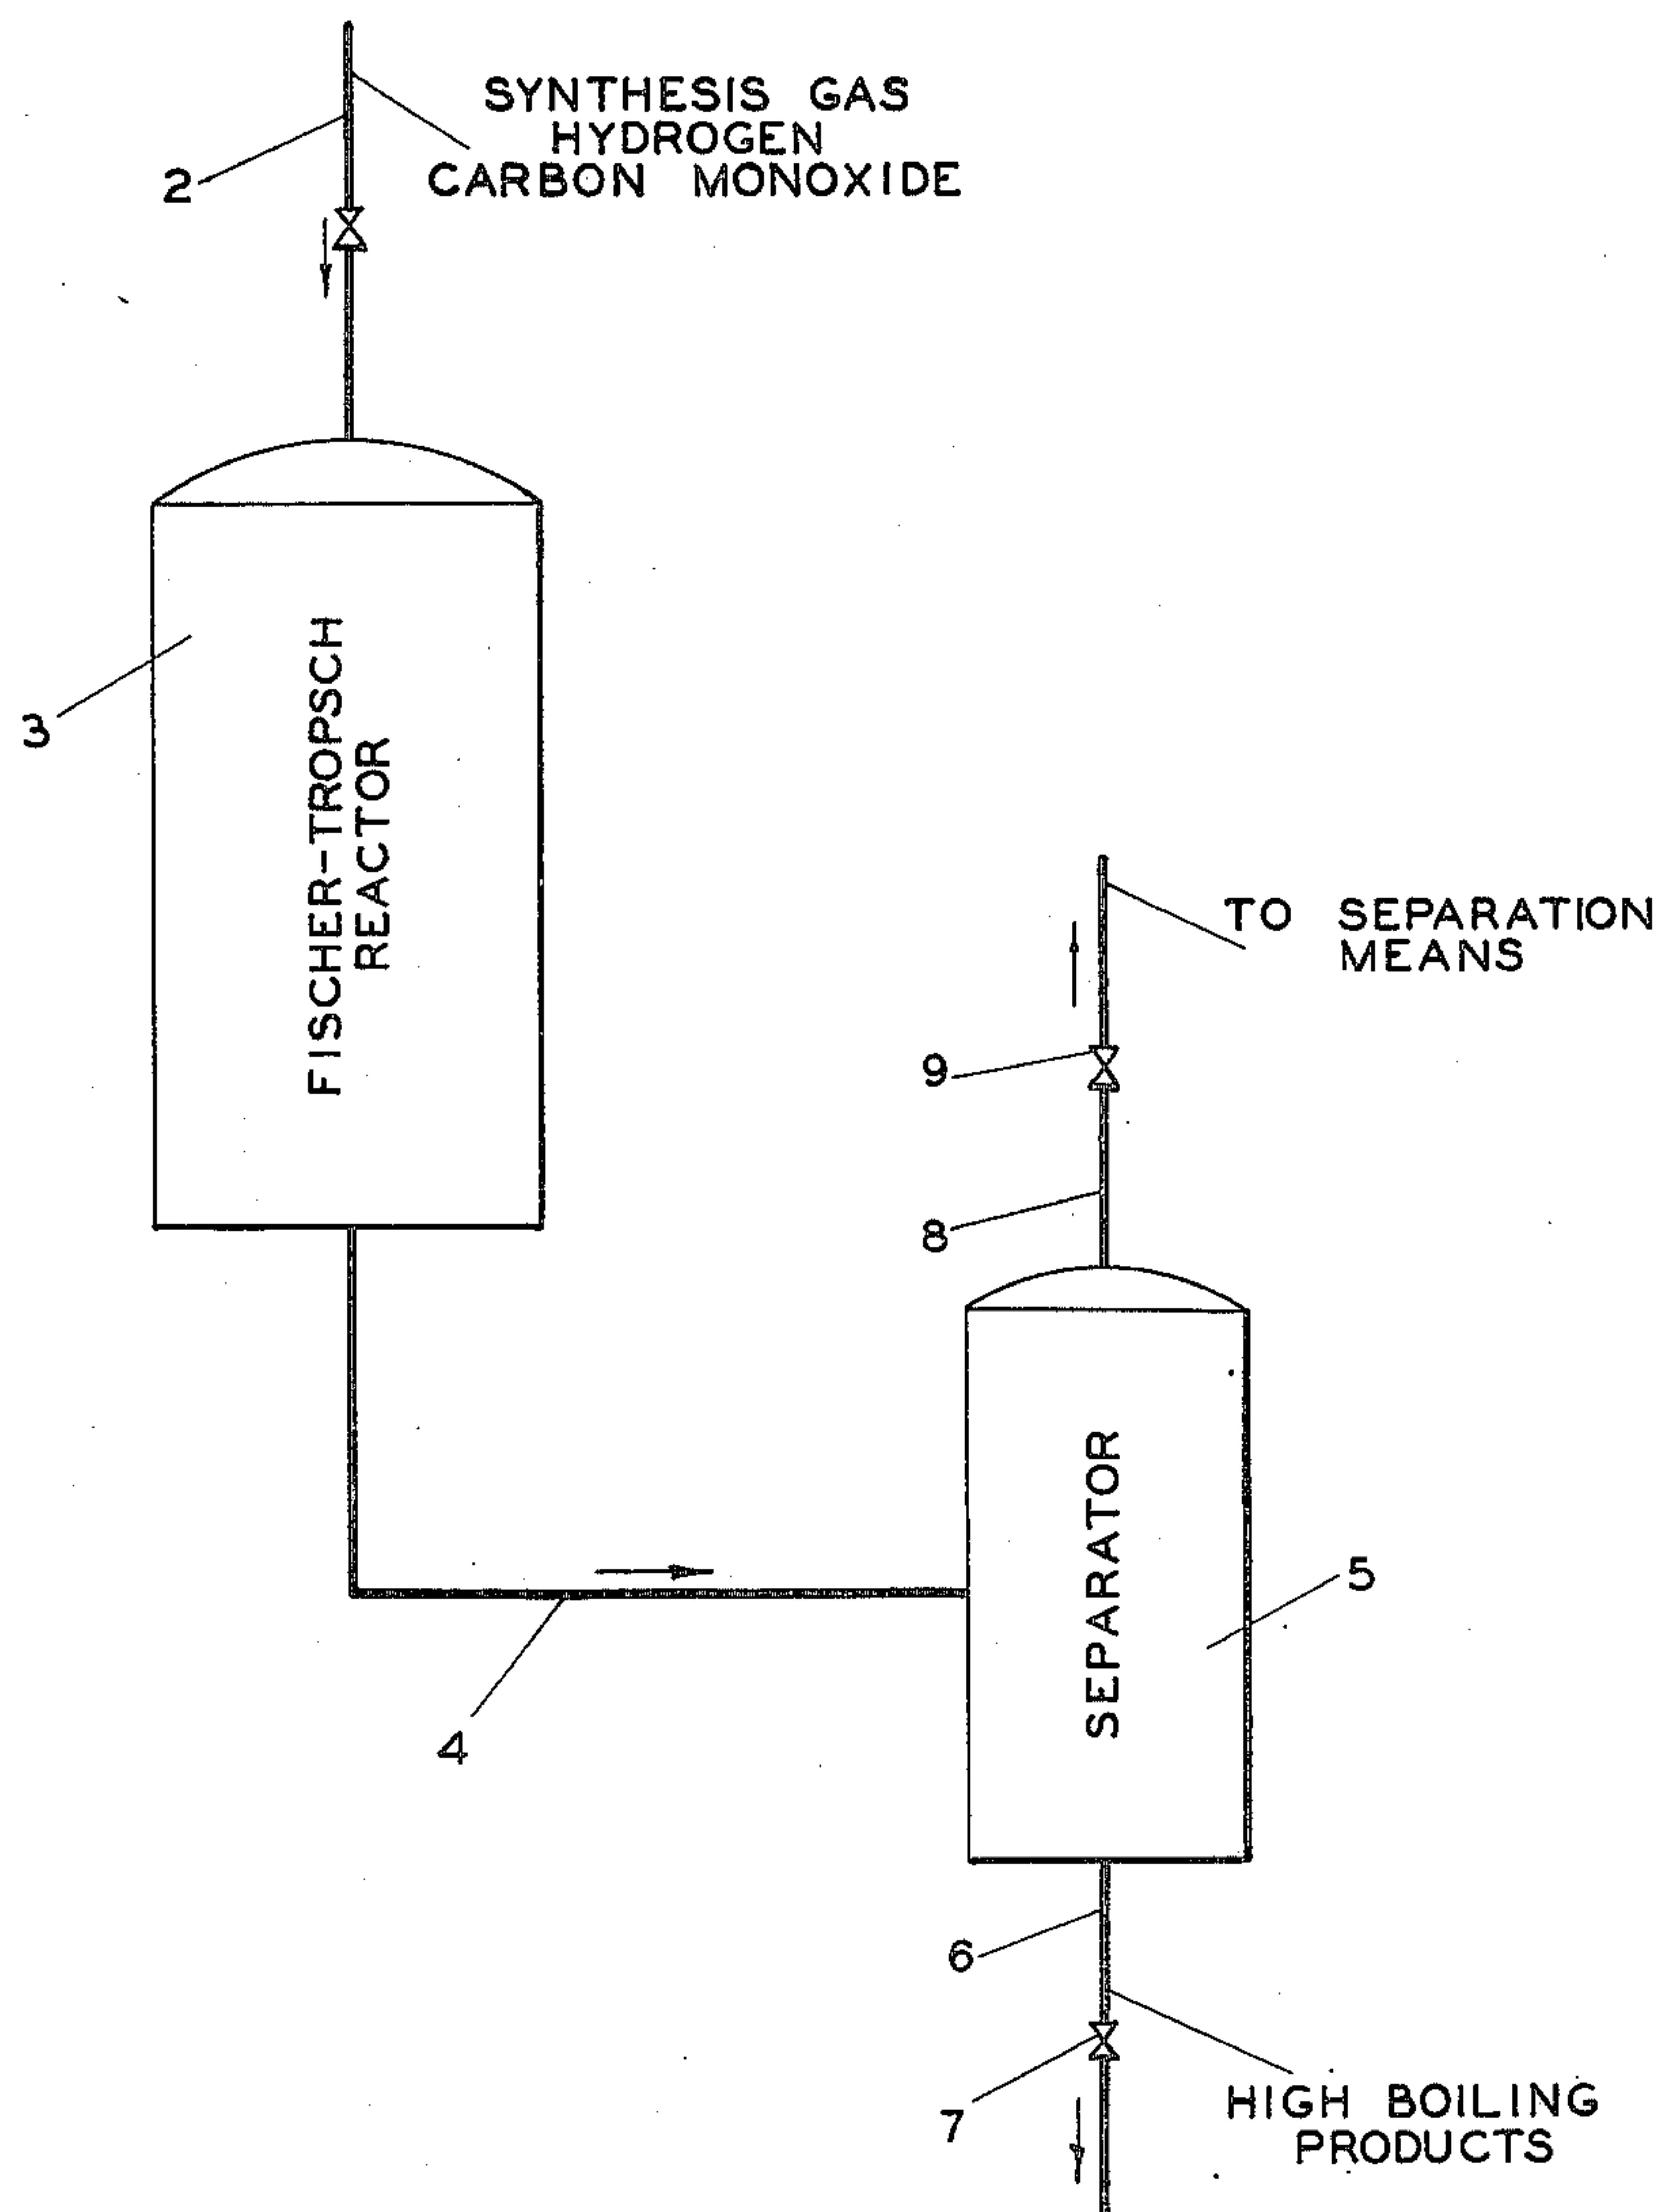 SYNTHESIS GAS
HYDROGEN
CARBON MONOXIDE
2
3
FISCHER-TROPSCH
REACTOR
TO SEPARATION
MEANS
9
8
SEPARATOR
5
4
6
7
HIGH BOILING
PRODUCTS